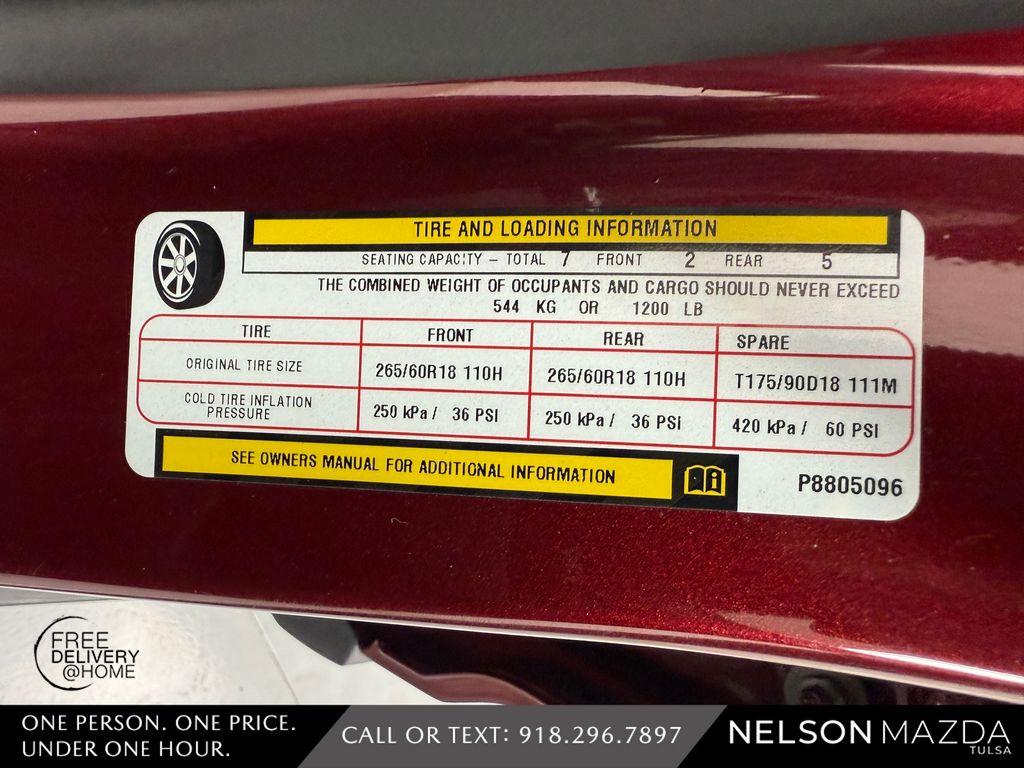 TIRE AND LOADING INFORMATION
SEATING CAPACITY – TOTAL 7 FRONT 2 REAR 5
THE COMBINED WEIGHT OF OCCUPANTS AND CARGO SHOULD NEVER EXCEED
544 KG OR 1200 LB
TIRE FRONT REAR SPARE
ORIGINAL TIRE SIZE 265/60R18 110H 265/60R18 110H T175/90D18 111M
COLD TIRE INFLATION
PRESSURE 250 kPa / 36 PSI 250 kPa / 36 PSI 420 kPa / 60 PSI
SEE OWNERS MANUAL FOR ADDITIONAL INFORMATION
P8805096
FREE
DELIVERY
@HOME
ONE PERSON. ONE PRICE.
UNDER ONE HOUR.
CALL OR TEXT: 918.296.7897
NELSON MAZDA
TULSA